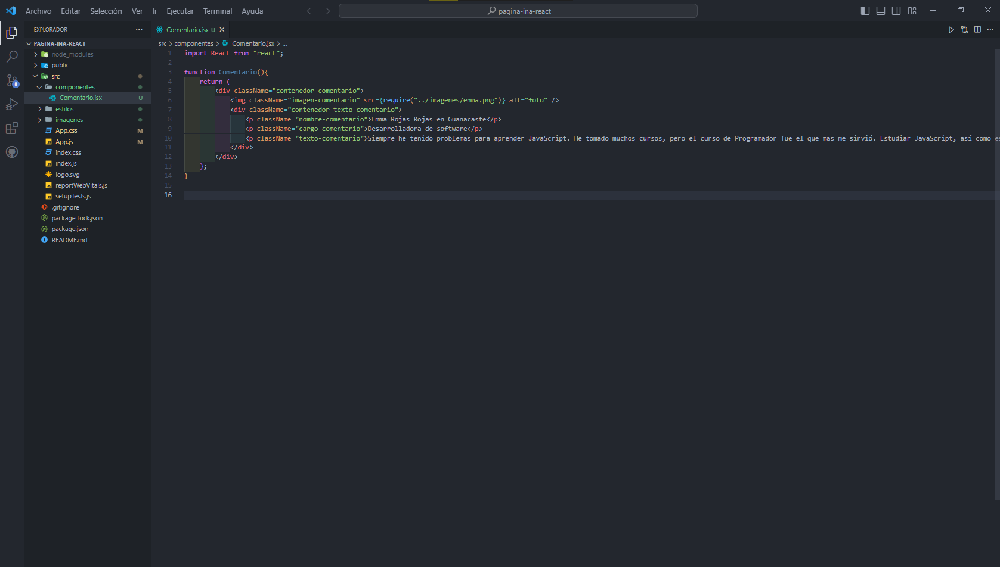 Archivo Editar Selección Ver Ir Ejecutar Terminal Ayuda
pagina-ina-react
EXPLORADOR
Comentario.jsx U
PAGINA-INA-REACT
src > componentes > Comentario.jsx > ...
node_modules
public
src
componentes
Comentario.jsx U
estilos
imagenes
App.css M
App.js M
index.css
index.js
logo.svg
reportWebVitals.js
setupTests.js
.gitignore
package-lock.json
package.json
README.md
8
1 import React from "react";
2
3 function Comentario(){
4 return (
5 <div className="contenedor-comentario">
6 <img className="imagen-comentario" src={require("../imagenes/emma.png")} alt="foto" />
7 <div className="contenedor-texto-comentario">
8 <p className="nombre-comentario">Emma Rojas Rojas en Guanacaste</p>
9 <p className="cargo-comentario">Desarrolladora de software</p>
10 <p className="texto-comentario">Siempre he tenido problemas para aprender JavaScript. He tomado muchos cursos, pero el curso de Programador fue el que mas me sirvió. Estudiar JavaScript, así como
11 </div>
12 </div>
13 );
14 }
15
16